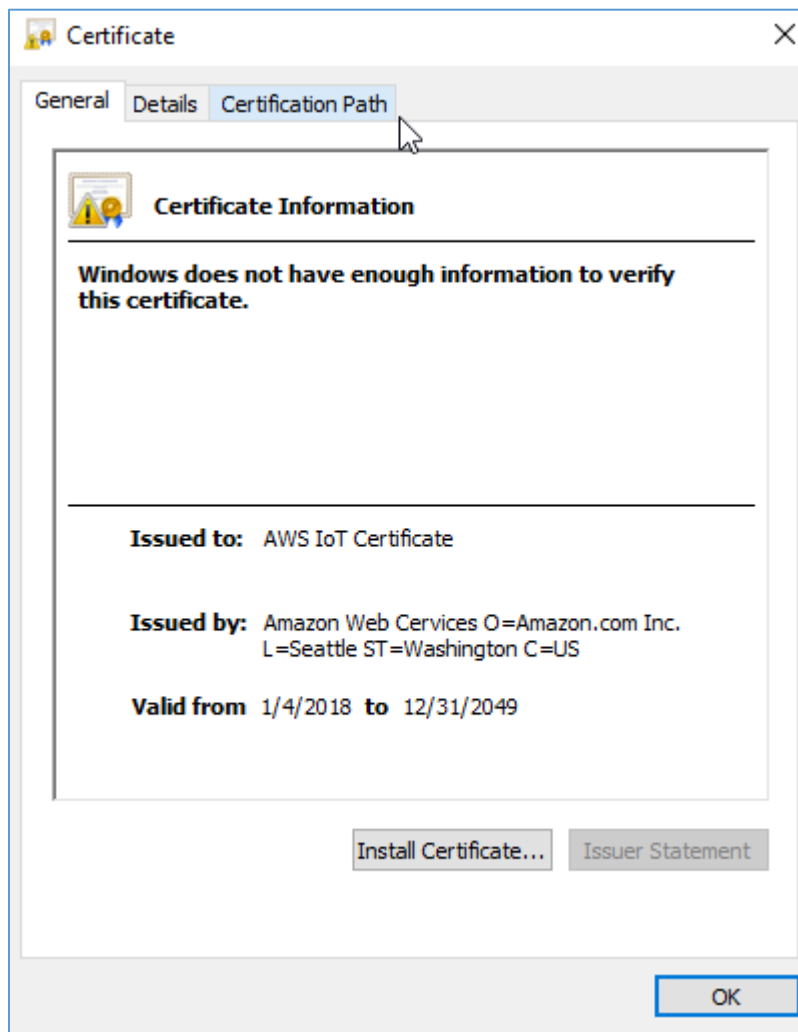 Certificate
General Details Certification Path
Certificate Information
Windows does not have enough information to verify
this certificate.
Issued to: AWS IoT Certificate
Issued by: Amazon Web Cervices O=Amazon.com Inc.
L=Seattle ST=Washington C=US
Valid from 1/4/2018 to 12/31/2049
Install Certificate... Issuer Statement
OK